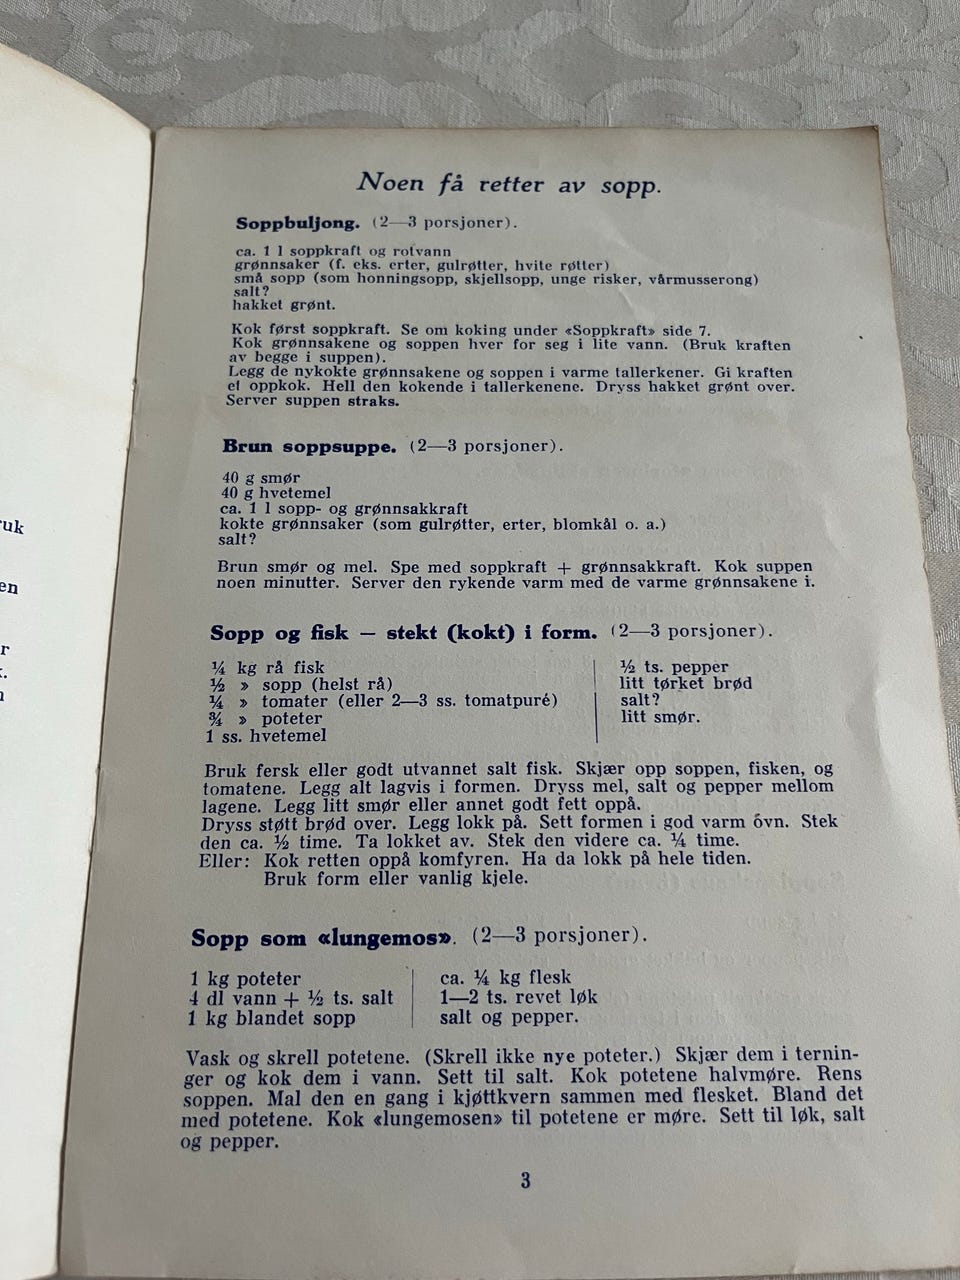 Noen få retter av sopp.
Soppbuljong. (2—3 porsjoner).
ca. 1 l soppkraft og rotvann
grønnsaker (f. eks. erter, gulrøtter, hvite røtter)
små sopp (som honningsopp, skjellsopp, unge risker, vårmusserong)
salt?
hakket grønt.
Kok først soppkraft. Se om koking under «Soppkraft» side 7.
Kok grønnsakene og soppen hver for seg i lite vann. (Bruk kraften
av begge i suppen).
Legg de nykokte grønnsakene og soppen i varme tallerkener. Gi kraften
et oppkok. Hell den kokende i tallerkenene. Dryss hakket grønt over.
Server suppen straks.
Brun soppsuppe. (2—3 porsjoner).
40 g smør
40 g hvetemel
ca. 1 l sopp- og grønnsakkraft
kokte grønnsaker (som gulrøtter, erter, blomkål o. a.)
salt?
Brun smør og mel. Spe med soppkraft + grønnsakkraft. Kok suppen
noen minutter. Server den rykende varm med de varme grønnsakene i.
Sopp og fisk — stekt (kokt) i form. (2—3 porsjoner).
¼ kg rå fisk
½ » sopp (helst rå)
¼ » tomater (eller 2—3 ss. tomatpuré)
¾ » poteter
1 ss. hvetemel
½ ts. pepper
litt tørket brød
salt?
litt smør.
Bruk fersk eller godt utvannet salt fisk. Skjær opp soppen, fisken, og
tomatene. Legg alt lagvis i formen. Dryss mel, salt og pepper mellom
lagene. Legg litt smør eller annet godt fett oppå.
Dryss støtt brød over. Legg lokk på. Sett formen i god varm óvn. Stek
den ca. ½ time. Ta lokket av. Stek den videre ca. ¼ time.
Eller: Kok retten oppå komfyren. Ha da lokk på hele tiden.
Bruk form eller vanlig kjele.
Sopp som «lungemos». (2—3 porsjoner).
1 kg poteter
4 dl vann + ½ ts. salt
1 kg blandet sopp
ca. ¼ kg flesk
1—2 ts. revet løk
salt og pepper.
Vask og skrell potetene. (Skrell ikke nye poteter.) Skjær dem i ternin-
ger og kok dem i vann. Sett til salt. Kok potetene halvmøre. Rens
soppen. Mal den en gang i kjøttkvern sammen med flesket. Bland det
med potetene. Kok «lungemosen» til potetene er møre. Sett til løk, salt
og pepper.
3